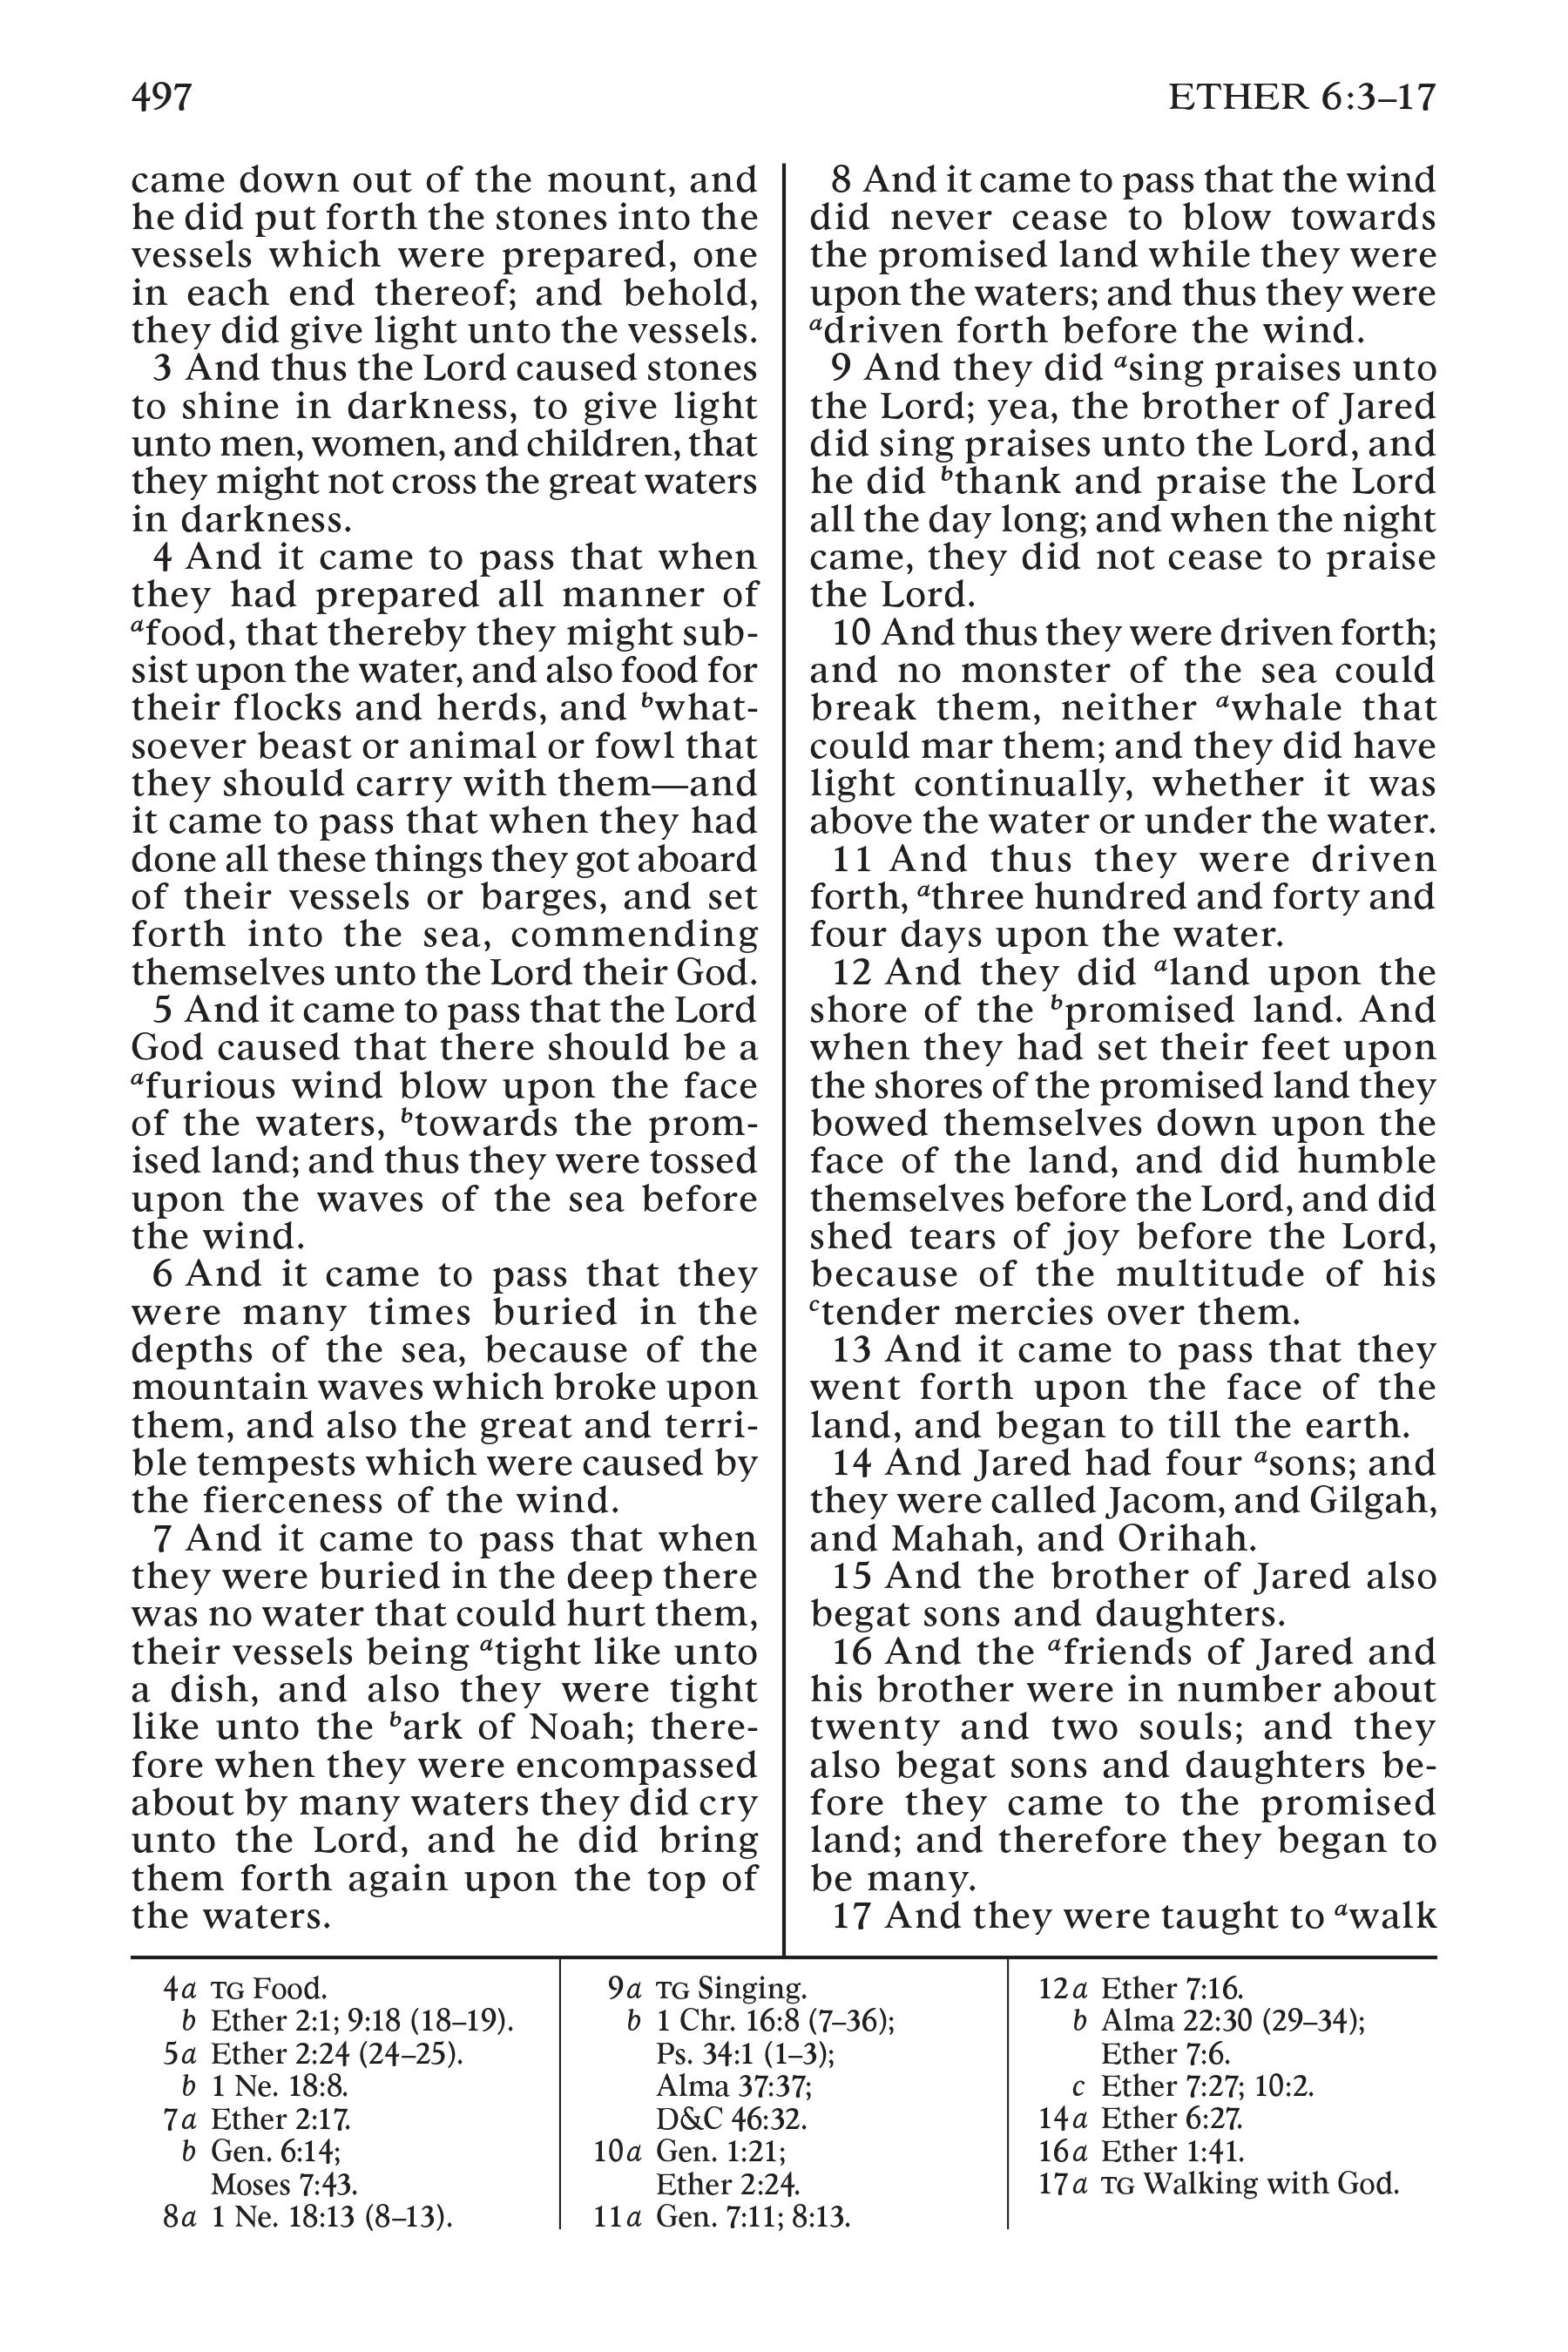 497
ETHER 6:3–17
came down out of the mount, and
he did put forth the stones into the
vessels which were prepared, one
in each end thereof; and behold,
they did give light unto the vessels.
3 And thus the Lord caused stones
to shine in darkness, to give light
unto men, women, and children, that
they might not cross the great waters
in darkness.
4 And it came to pass that when
they had prepared all manner of
afood, that thereby they might sub-
sist upon the water, and also food for
their flocks and herds, and bwhat-
soever beast or animal or fowl that
they should carry with them—and
it came to pass that when they had
done all these things they got aboard
of their vessels or barges, and set
forth into the sea, commending
themselves unto the Lord their God.
5 And it came to pass that the Lord
God caused that there should be a
afurious wind blow upon the face
of the waters, btowards the prom-
ised land; and thus they were tossed
upon the waves of the sea before
the wind.
6 And it came to pass that they
were many times buried in the
depths of the sea, because of the
mountain waves which broke upon
them, and also the great and terri-
ble tempests which were caused by
the fierceness of the wind.
7 And it came to pass that when
they were buried in the deep there
was no water that could hurt them,
their vessels being atight like unto
a dish, and also they were tight
like unto the bark of Noah; there-
fore when they were encompassed
about by many waters they did cry
unto the Lord, and he did bring
them forth again upon the top of
the waters.
8 And it came to pass that the wind
did never cease to blow towards
the promised land while they were
upon the waters; and thus they were
adriven forth before the wind.
9 And they did asing praises unto
the Lord; yea, the brother of Jared
did sing praises unto the Lord, and
he did bthank and praise the Lord
all the day long; and when the night
came, they did not cease to praise
the Lord.
10 And thus they were driven forth;
and no monster of the sea could
break them, neither awhale that
could mar them; and they did have
light continually, whether it was
above the water or under the water.
11 And thus they were driven
forth, athree hundred and forty and
four days upon the water.
12 And they did aland upon the
shore of the bpromised land. And
when they had set their feet upon
the shores of the promised land they
bowed themselves down upon the
face of the land, and did humble
themselves before the Lord, and did
shed tears of joy before the Lord,
because of the multitude of his
ctender mercies over them.
13 And it came to pass that they
went forth upon the face of the
land, and began to till the earth.
14 And Jared had four asons; and
they were called Jacom, and Gilgah,
and Mahah, and Orihah.
15 And the brother of Jared also
begat sons and daughters.
16 And the afriends of Jared and
his brother were in number about
twenty and two souls; and they
also begat sons and daughters be-
fore they came to the promised
land; and therefore they began to
be many.
17 And they were taught to awalk
4a TG Food.
b Ether 2:1; 9:18 (18–19).
5a Ether 2:24 (24–25).
b 1 Ne. 18:8.
7a Ether 2:17.
b Gen. 6:14;
Moses 7:43.
8a 1 Ne. 18:13 (8–13).
9a TG Singing.
b 1 Chr. 16:8 (7–36);
Ps. 34:1 (1–3);
Alma 37:37;
D&C 46:32.
10a Gen. 1:21;
Ether 2:24.
11a Gen. 7:11; 8:13.
12a Ether 7:16.
b Alma 22:30 (29–34);
Ether 7:6.
c Ether 7:27; 10:2.
14a Ether 6:27.
16a Ether 1:41.
17a TG Walking with God.